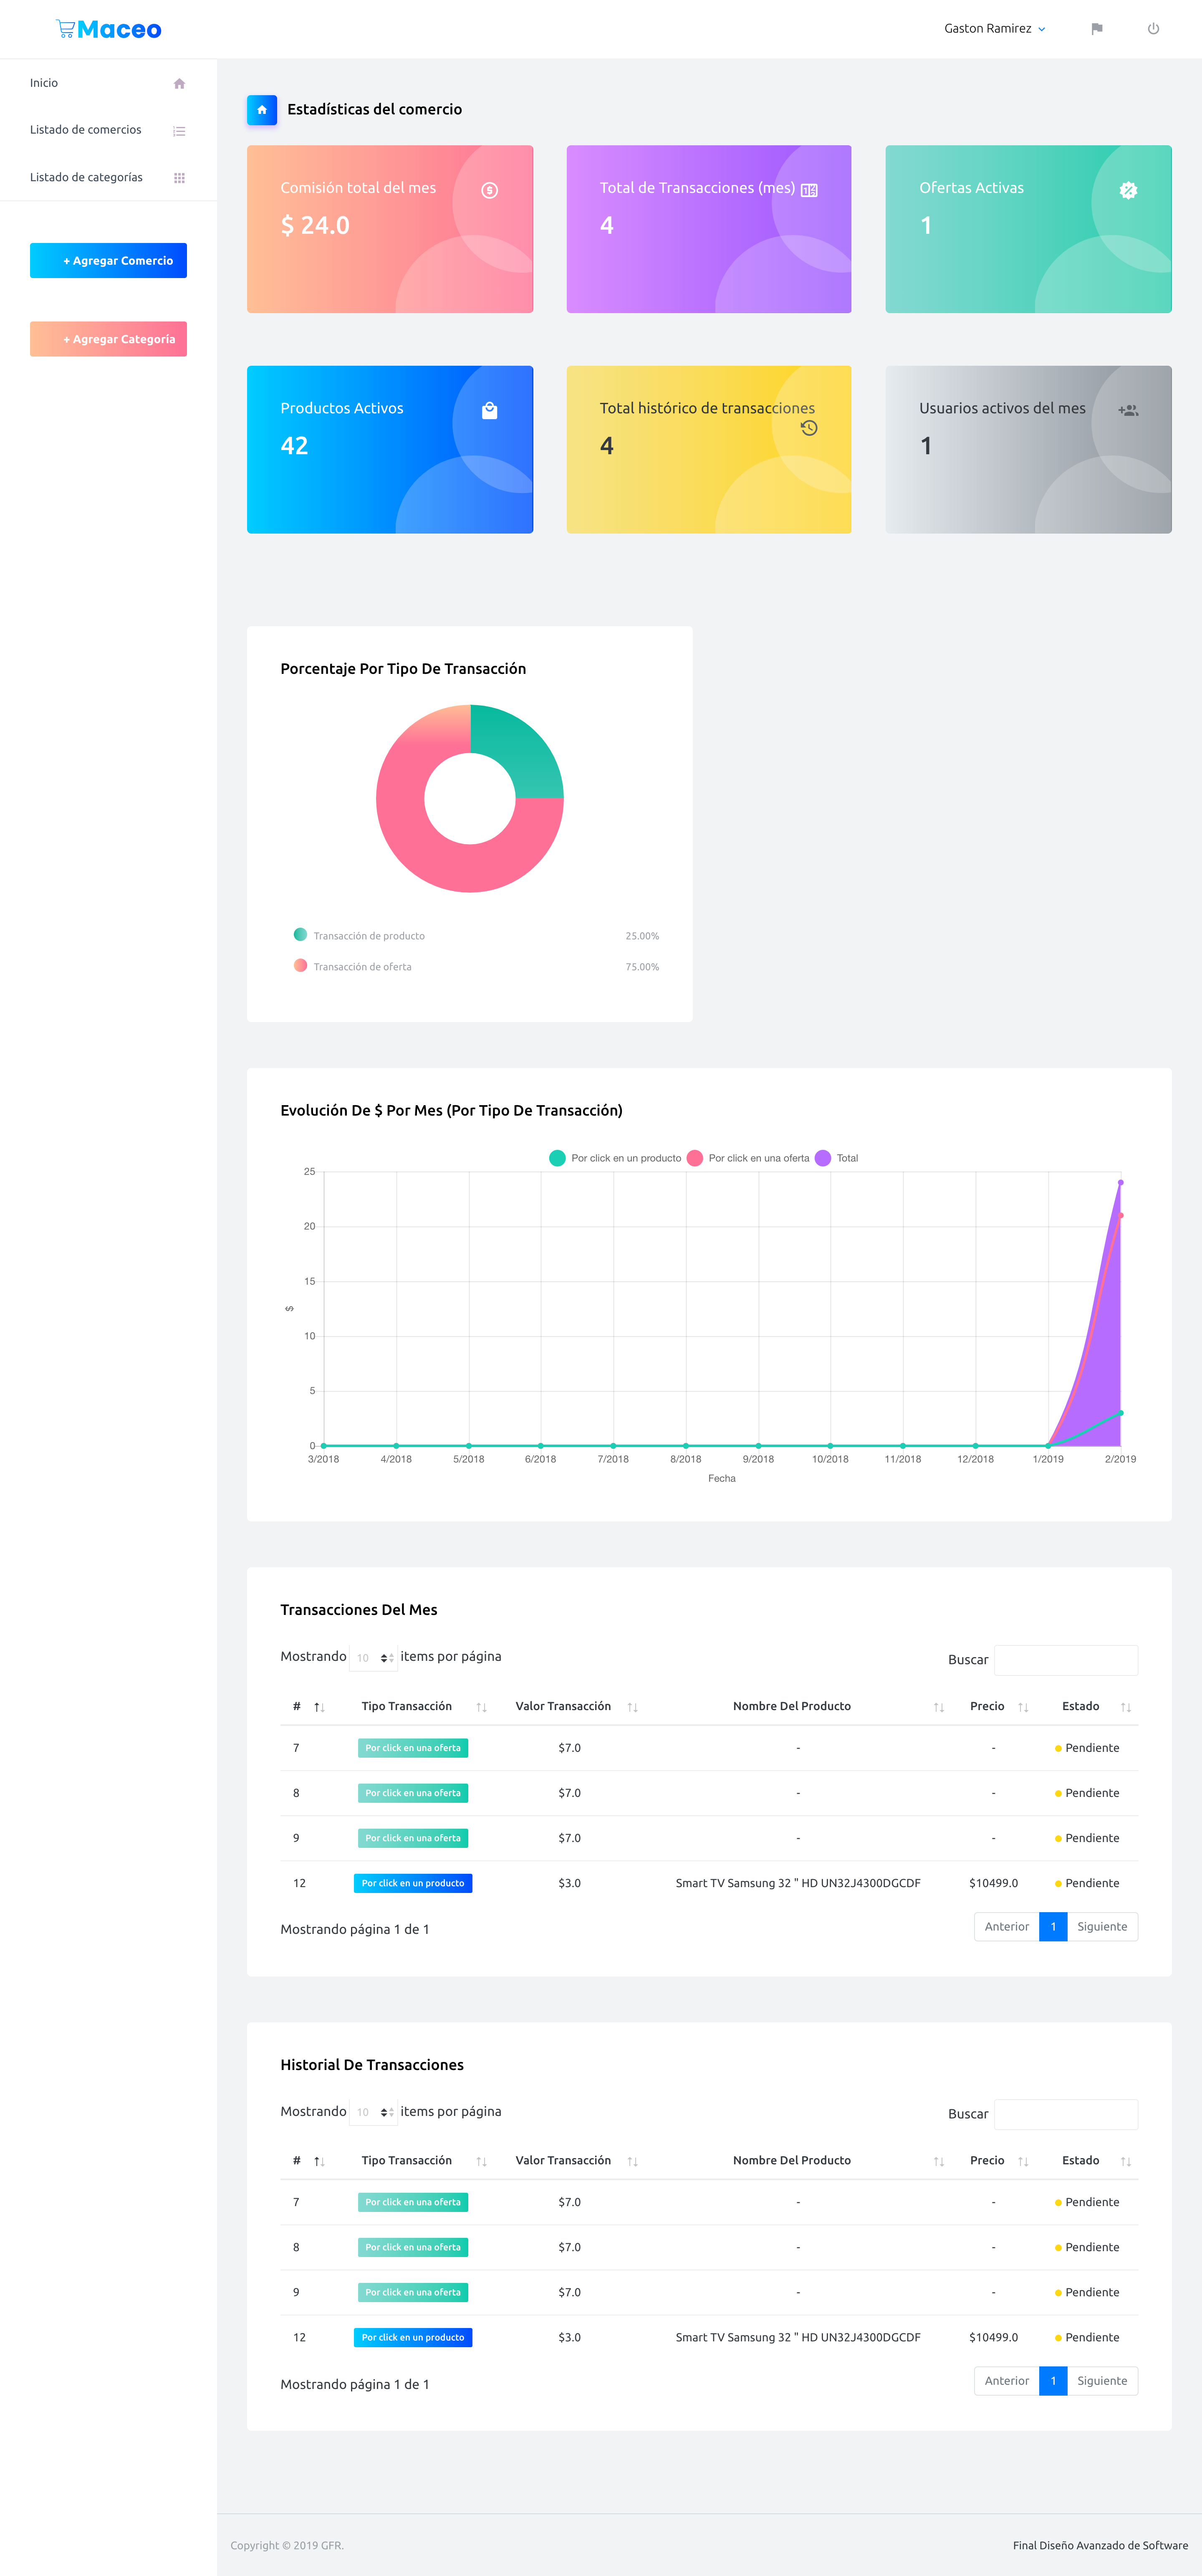 Maceo
Gaston Ramirez
Inicio
Listado de comercios
Listado de categorías
+ Agregar Comercio
+ Agregar Categoría
Estadísticas del comercio
Comisión total del mes
$ 24.0
Total de Transacciones (mes)
4
Ofertas Activas
1
Productos Activos
42
Total histórico de transacciones
4
Usuarios activos del mes
1
Porcentaje Por Tipo De Transacción
Transacción de producto 25.00%
Transacción de oferta 75.00%
Evolución De $ Por Mes (Por Tipo De Transacción)
Por click en un producto Por click en una oferta Total
25
20
15
$
10
5
0
3/2018 4/2018 5/2018 6/2018 7/2018 8/2018 9/2018 10/2018 11/2018 12/2018 1/2019 2/2019
Fecha
Transacciones Del Mes
Mostrando 10 items por página Buscar
# Tipo Transacción Valor Transacción Nombre Del Producto Precio Estado
7 Por click en una oferta $7.0 - - Pendiente
8 Por click en una oferta $7.0 - - Pendiente
9 Por click en una oferta $7.0 - - Pendiente
12 Por click en un producto $3.0 Smart TV Samsung 32 " HD UN32J4300DGCDF $10499.0 Pendiente
Mostrando página 1 de 1 Anterior 1 Siguiente
Historial De Transacciones
Mostrando 10 items por página Buscar
# Tipo Transacción Valor Transacción Nombre Del Producto Precio Estado
7 Por click en una oferta $7.0 - - Pendiente
8 Por click en una oferta $7.0 - - Pendiente
9 Por click en una oferta $7.0 - - Pendiente
12 Por click en un producto $3.0 Smart TV Samsung 32 " HD UN32J4300DGCDF $10499.0 Pendiente
Mostrando página 1 de 1 Anterior 1 Siguiente
Copyright © 2019 GFR. Final Diseño Avanzado de Software